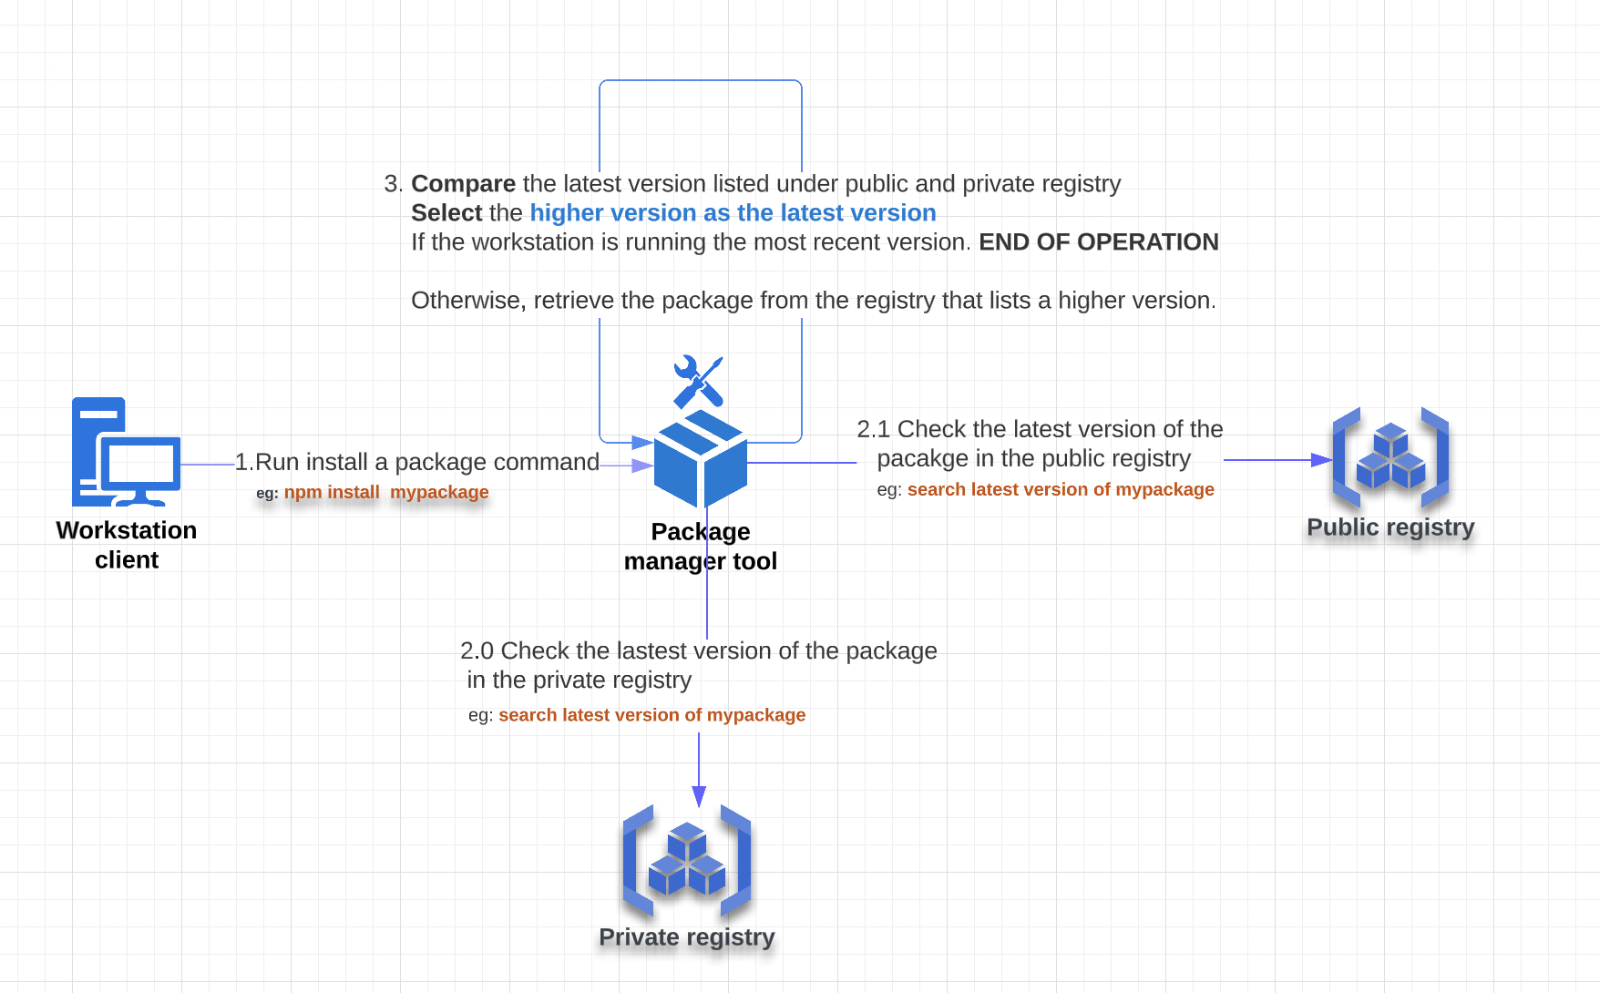 3. Compare the latest version listed under public and private registry
Select the higher version as the latest version
If the workstation is running the most recent version. END OF OPERATION
Otherwise, retrieve the package from the registry that lists a higher version.
1.Run install a package command
eg: npm install mypackage
Workstation
client
Package
manager tool
2.1 Check the latest version of the
pacakge in the public registry
eg: search latest version of mypackage
Public registry
2.0 Check the lastest version of the package
in the private registry
eg: search latest version of mypackage
Private registry